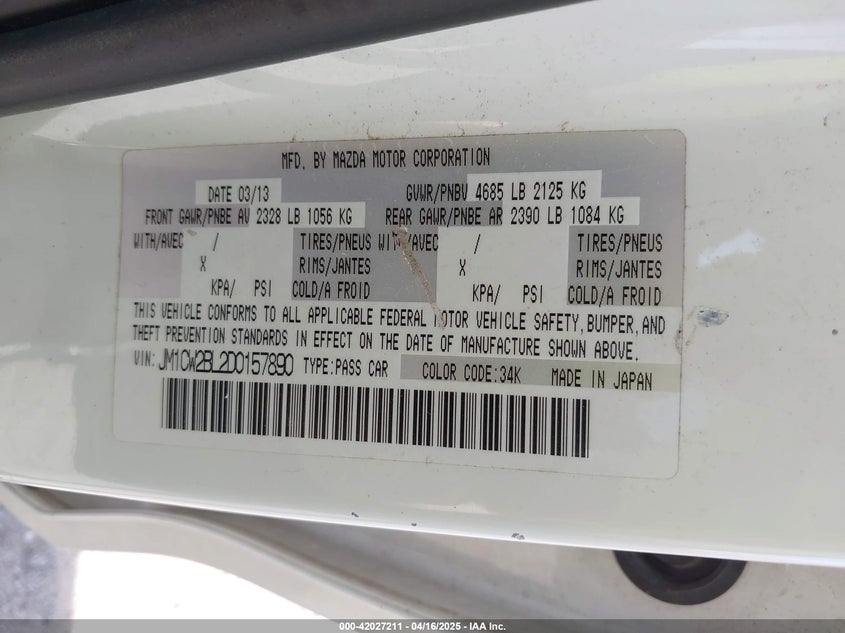 MFD. BY MAZDA MOTOR CORPORATION
DATE 03/13 GVWR/PNBV 4685 LB 2125 KG
FRONT GAWR/PNBE AV 2328 LB 1056 KG REAR GAWR/PNBE AR 2390 LB 1084 KG
WITH/AVEC / TIRES/PNEUS WITH/AVEC / TIRES/PNEUS
X RIMS/JANTES X RIMS/JANTES
KPA/ PSI COLD/A FROID KPA/ PSI COLD/A FROID
THIS VEHICLE CONFORMS TO ALL APPLICABLE FEDERAL MOTOR VEHICLE SAFETY, BUMPER, AND
THEFT PREVENTION STANDARDS IN EFFECT ON THE DATE OF MANUFACTURE SHOWN ABOVE.
VIN: JM1CW2BL2D0157890 TYPE:PASS CAR COLOR CODE:34K MADE IN JAPAN
000-42027211 - 04/16/2025 - IAA Inc.